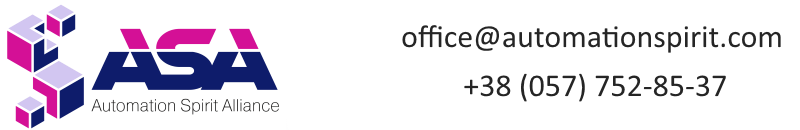 ASA
Automation Spirit Alliance
office@automationspirit.com
+38 (057) 752-85-37